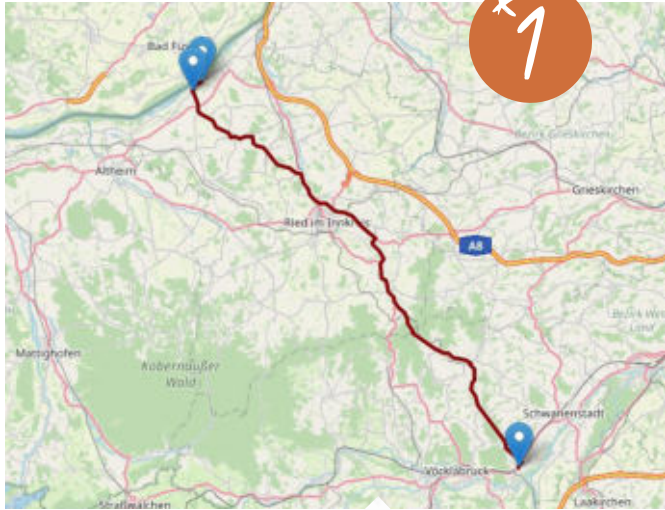 *1
Bad Fü
Bezirk Grieskirchen
Altheim
Grieskirchen
Ried im Innkreis
A8
Bezirk We
Land
Mattighofen
Kobernaußer
Wald
Schwanenstadt
Vöcklabruck
Straßwalchen
Laakirchen